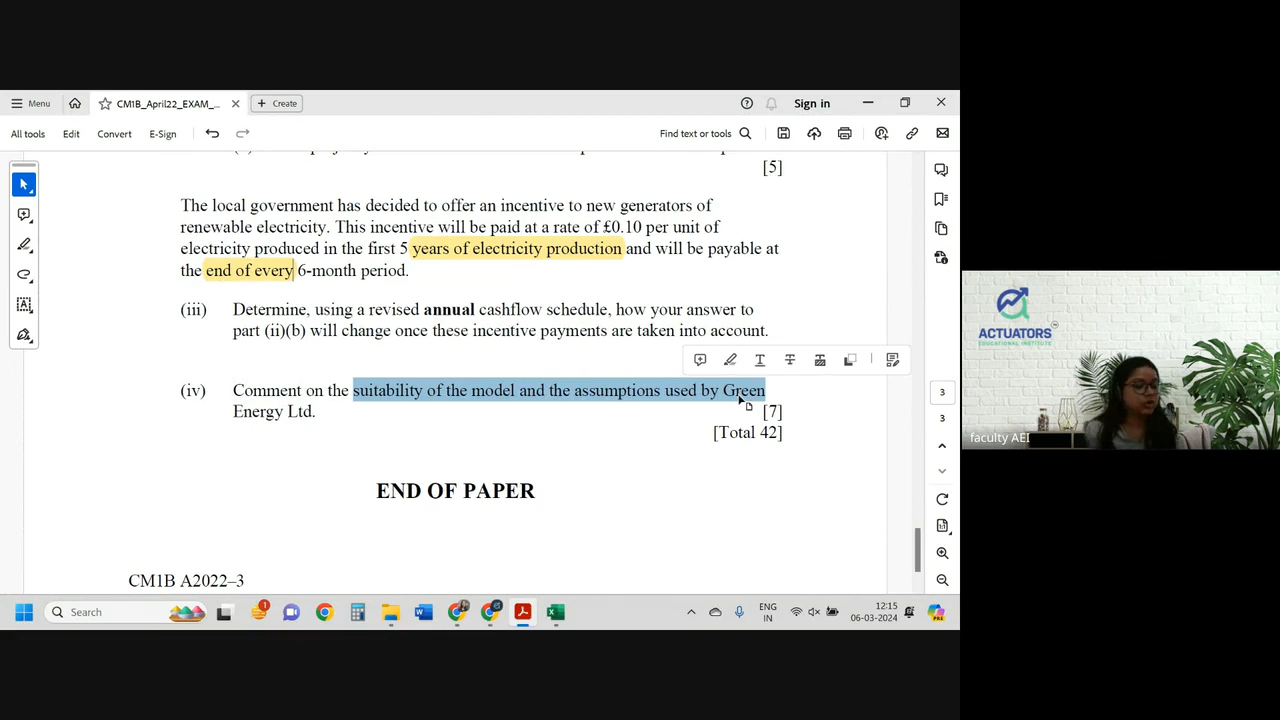 Menu
CM1B_April22_EXAM_...
Create
Sign in
All tools
Edit
Convert
E-Sign
Find text or tools
[5]
The local government has decided to offer an incentive to new generators of
renewable electricity. This incentive will be paid at a rate of £0.10 per unit of
electricity produced in the first 5 years of electricity production and will be payable at
the end of every 6-month period.
(iii) Determine, using a revised annual cashflow schedule, how your answer to
part (ii)(b) will change once these incentive payments are taken into account.
(iv) Comment on the suitability of the model and the assumptions used by Green
Energy Ltd. [7]
[Total 42]
END OF PAPER
CM1B A2022–3
3
3
ACTUATORS
EDUCATIONAL INSTITUTE
faculty AEI
Search
ENG
IN
12:15
06-03-2024